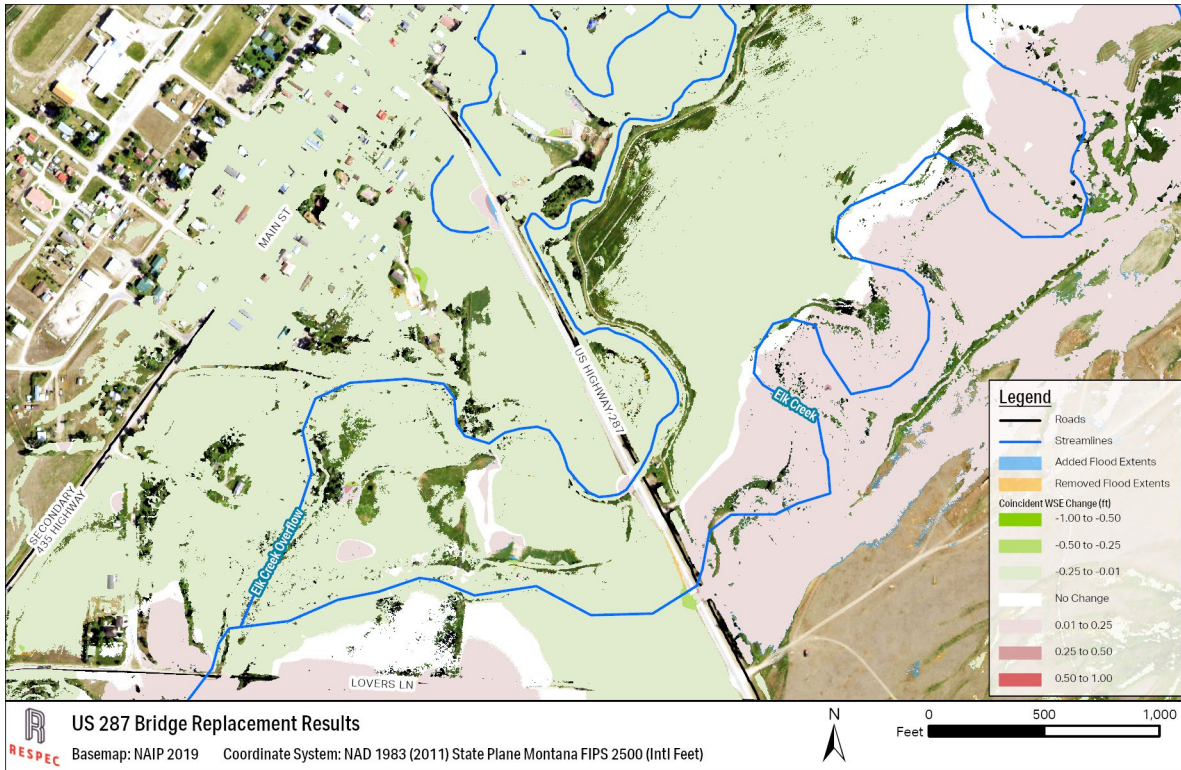 MAIN ST
US HIGHWAY 287
Elk Creek
SECONDARY
435 HIGHWAY
Elk Creek Overflow
LOVERS LN
Legend
Roads
Streamlines
Added Flood Extents
Removed Flood Extents
Coincident WSE Change (ft)
-1.00 to -0.50
-0.50 to -0.25
-0.25 to -0.01
No Change
0.01 to 0.25
0.25 to 0.50
0.50 to 1.00
RESPEC
US 287 Bridge Replacement Results
Basemap: NAIP 2019 Coordinate System: NAD 1983 (2011) State Plane Montana FIPS 2500 (Intl Feet)
N
0 500 1,000
Feet